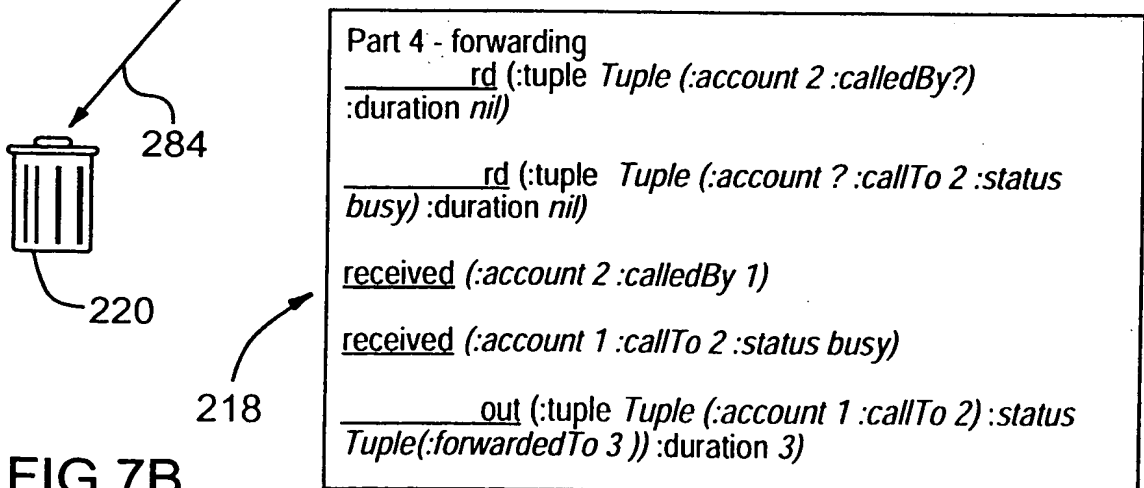 Part 4 - forwarding
rd (:tuple Tuple (:account 2 :calledBy?)
:duration nil)
rd (:tuple Tuple (:account ? :callTo 2 :status
busy) :duration nil)
received (:account 2 :calledBy 1)
received (:account 1 :callTo 2 :status busy)
out (:tuple Tuple (:account 1 :callTo 2) :status
Tuple(:forwardedTo 3 )) :duration 3)
284
220
218
FIG 7B